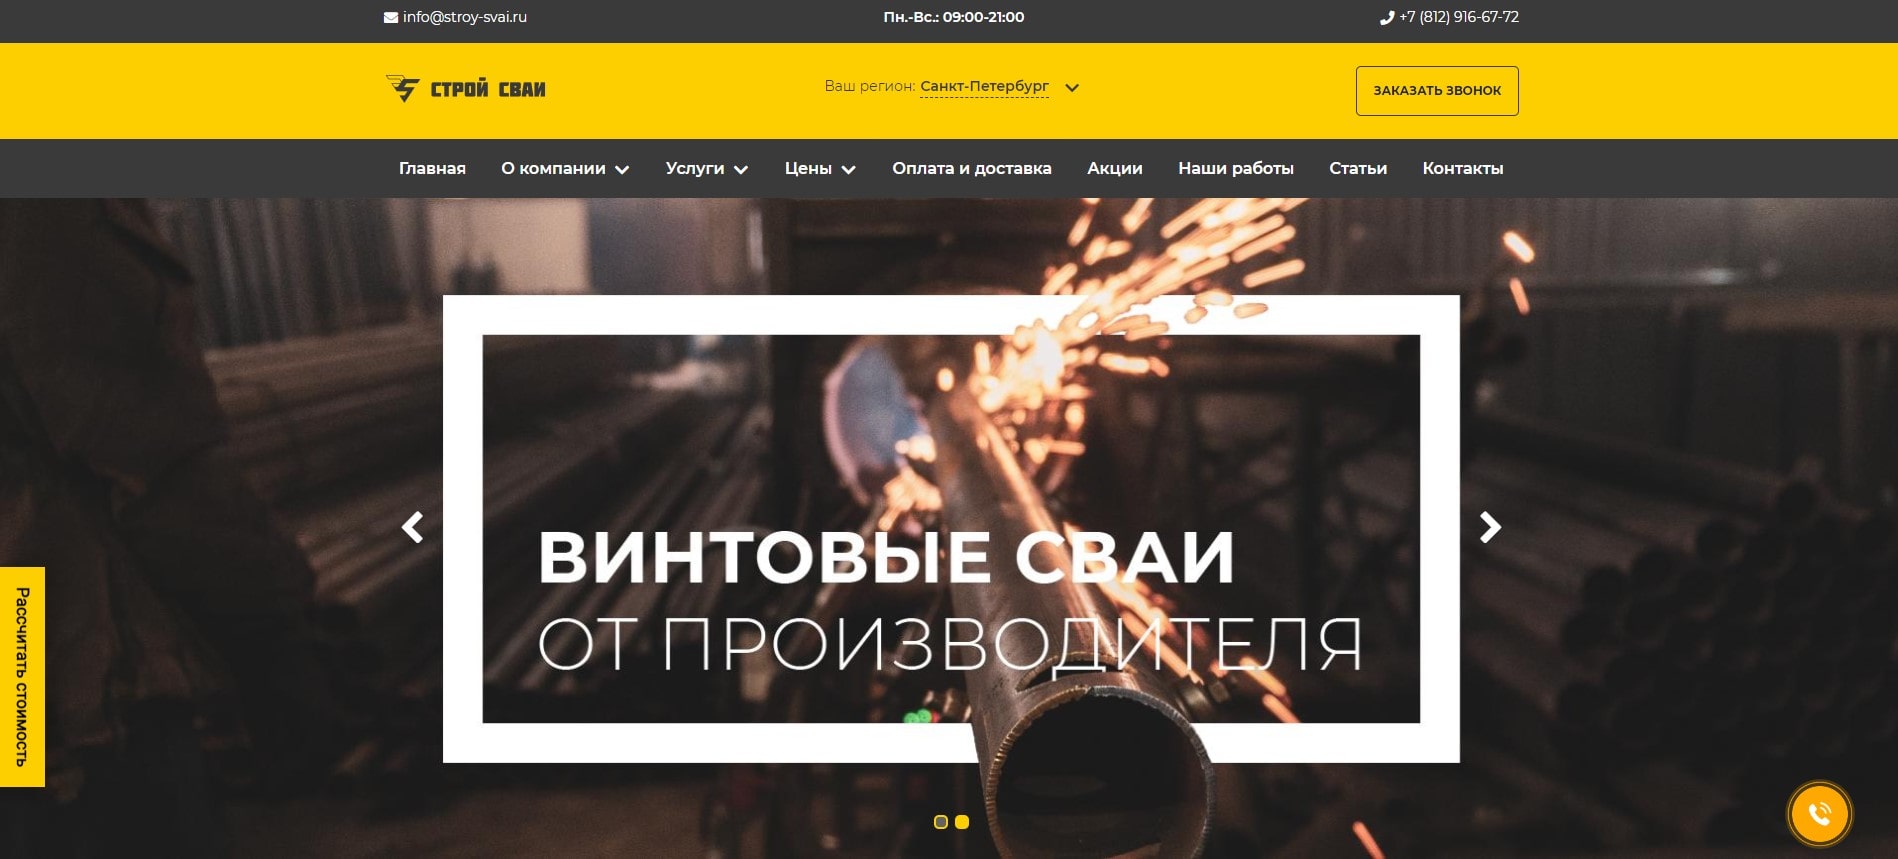 info@stroy-svai.ru
Пн.-Вс.: 09:00-21:00
+7 (812) 916-67-72
СТРОЙ СВАИ
Ваш регион: Санкт-Петербург
ЗАКАЗАТЬ ЗВОНОК
Главная О компании Услуги Цены Оплата и доставка Акции Наши работы Статьи Контакты
ВИНТОВЫЕ СВАИ
ОТ ПРОИЗВОДИТЕЛЯ
Рассчитать стоимость